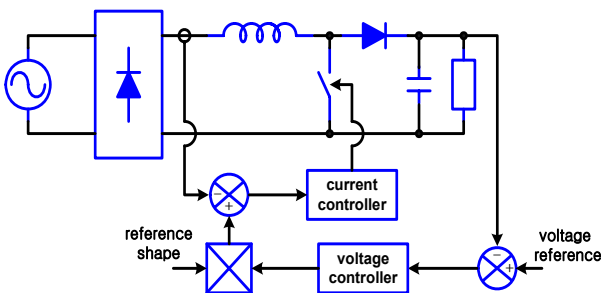 current
controller
reference
shape
voltage
controller
voltage
reference